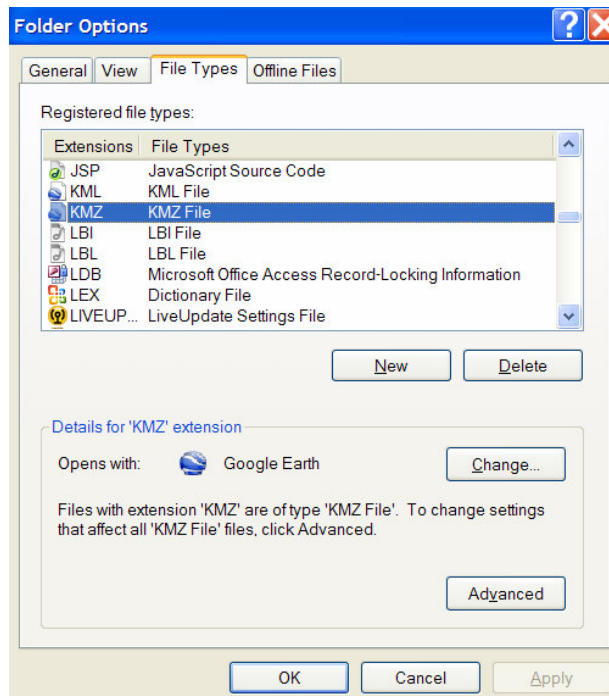 Folder Options
General View File Types Offline Files
Registered file types:
Extensions File Types
JSP JavaScript Source Code
KML KML File
KMZ KMZ File
LBI LBI File
LBL LBL File
LDB Microsoft Office Access Record-Locking Information
LEX Dictionary File
LIVEUP... LiveUpdate Settings File
New Delete
Details for 'KMZ' extension
Opens with: Google Earth Change...
Files with extension 'KMZ' are of type 'KMZ File'. To change settings
that affect all 'KMZ File' files, click Advanced.
Advanced
OK Cancel Apply